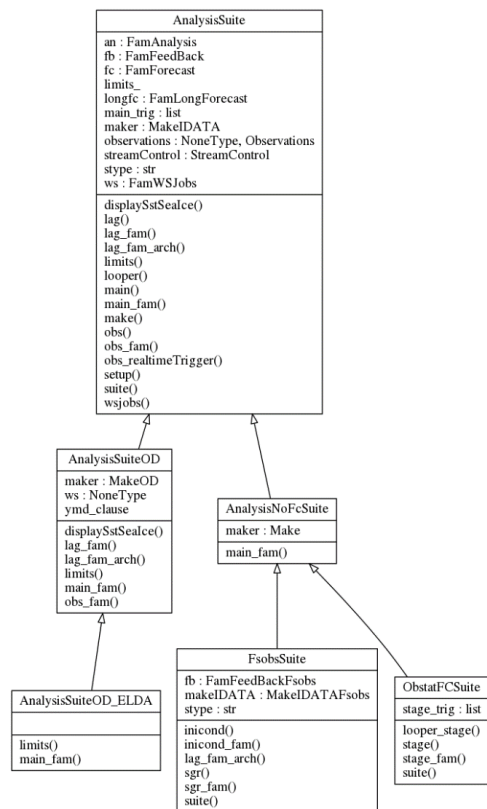 AnalysisSuite
an : FamAnalysis
fb : FamFeedBack
fc : FamForecast
limits_
longfc : FamLongForecast
main_trig : list
maker : MakeIDATA
observations : NoneType, Observations
streamControl : StreamControl
stype : str
ws : FamWSJobs
displaySstSeaIce()
lag()
lag_fam()
lag_fam_arch()
limits()
looper()
main()
main_fam()
make()
obs()
obs_fam()
obs_realtimeTrigger()
setup()
suite()
wsjobs()
AnalysisSuiteOD
maker : MakeOD
ws : NoneType
ymd_clause
displaySstSeaIce()
lag_fam()
lag_fam_arch()
limits()
main_fam()
obs_fam()
AnalysisNoFcSuite
maker : Make
main_fam()
AnalysisSuiteOD_ELDA
limits()
main_fam()
FsobsSuite
fb : FamFeedBackFsobs
makeIDATA : MakeIDATAFsobs
stype : str
inicond()
inicond_fam()
lag_fam_arch()
sgr()
sgr_fam()
suite()
ObstatFCSuite
stage_trig : list
looper_stage()
stage()
stage_fam()
suite()